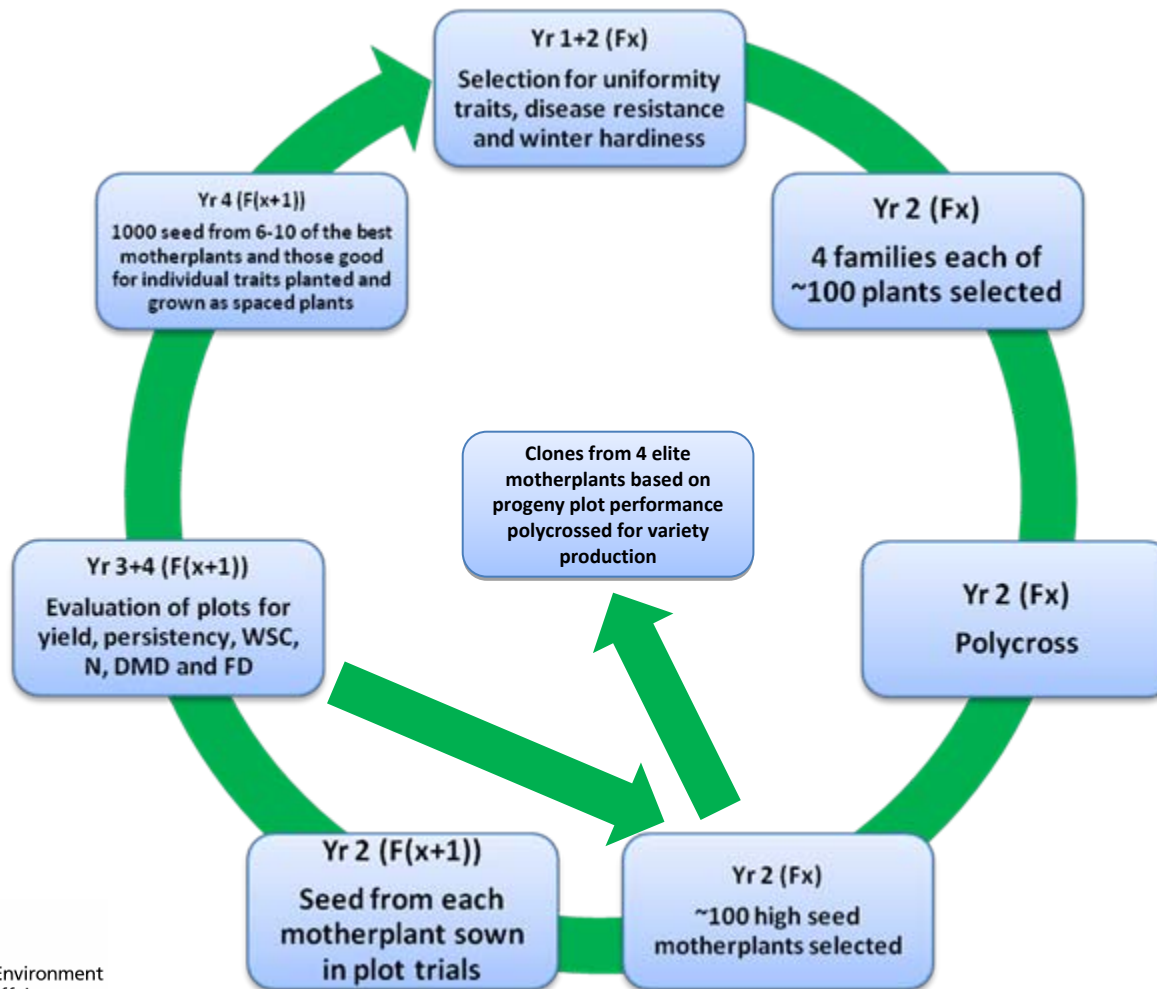 Yr 1+2 (Fx)
Selection for uniformity
traits, disease resistance
and winter hardiness
Yr 2 (Fx)
4 families each of
~100 plants selected
Yr 2 (Fx)
Polycross
Yr 2 (Fx)
~100 high seed
motherplants selected
Yr 2 (F(x+1))
Seed from each
motherplant sown
in plot trials
Yr 3+4 (F(x+1))
Evaluation of plots for
yield, persistency, WSC,
N, DMD and FD
Yr 4 (F(x+1))
1000 seed from 6-10 of the best
motherplants and those good
for individual traits planted and
grown as spaced plants
Clones from 4 elite
motherplants based on
progeny plot performance
polycrossed for variety
production
Environment